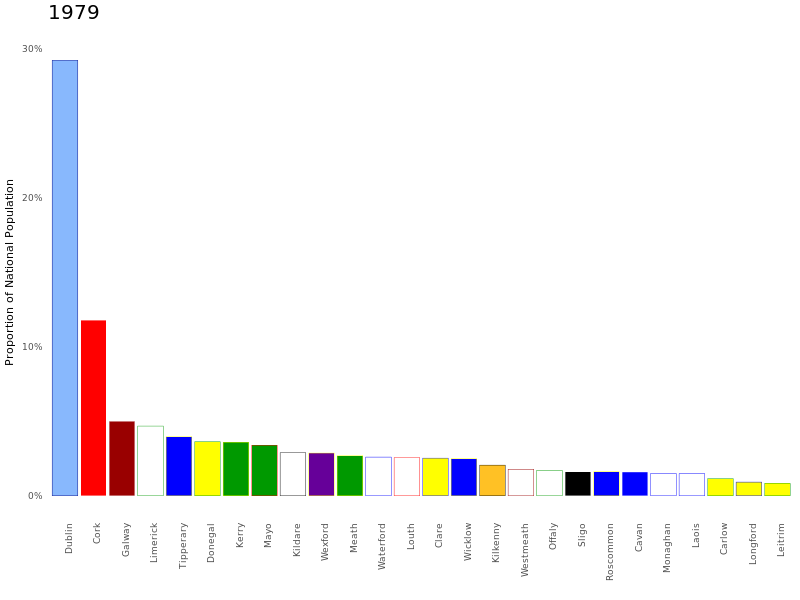 1979
30%
20%
10%
0%
Proportion of National Population
Dublin
Cork
Galway
Limerick
Tipperary
Donegal
Kerry
Mayo
Kildare
Wexford
Meath
Waterford
Louth
Clare
Wicklow
Kilkenny
Westmeath
Offaly
Sligo
Roscommon
Cavan
Monaghan
Laois
Carlow
Longford
Leitrim